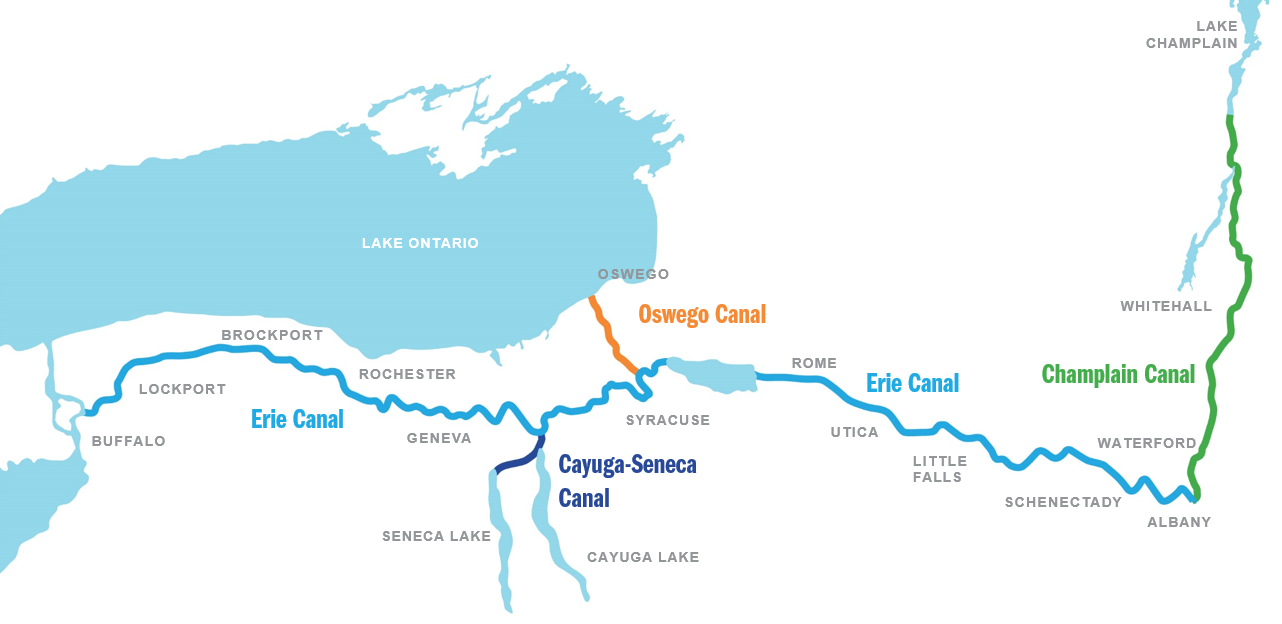 LAKE
CHAMPLAIN
LAKE ONTARIO
OSWEGO
WHITEHALL
Oswego Canal
BROCKPORT
ROME
ROCHESTER
Champlain Canal
LOCKPORT
Erie Canal
Erie Canal
SYRACUSE
UTICA
BUFFALO
GENEVA
WATERFORD
Cayuga-Seneca
Canal
LITTLE
FALLS
SCHENECTADY
ALBANY
SENECA LAKE
CAYUGA LAKE